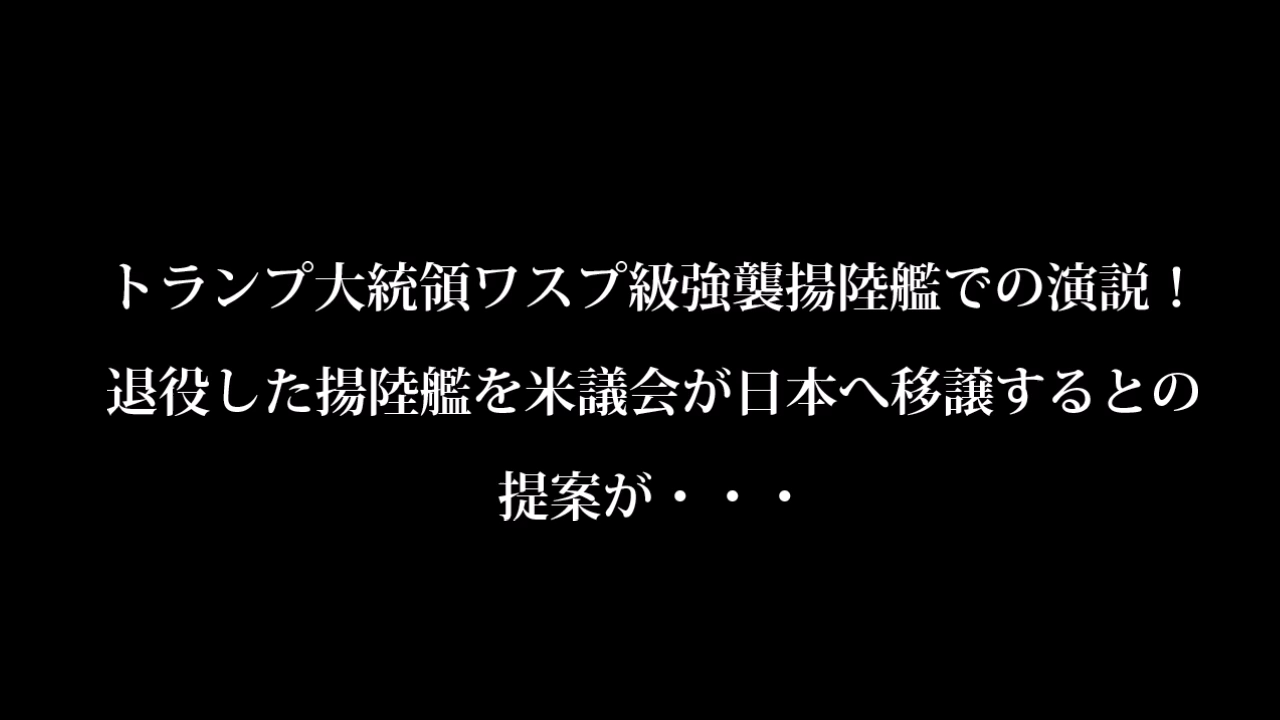 トランプ大統領ワスプ級強襲揚陸艦での演説！
退役した揚陸艦を米議会が日本へ移譲するとの
提案が・・・